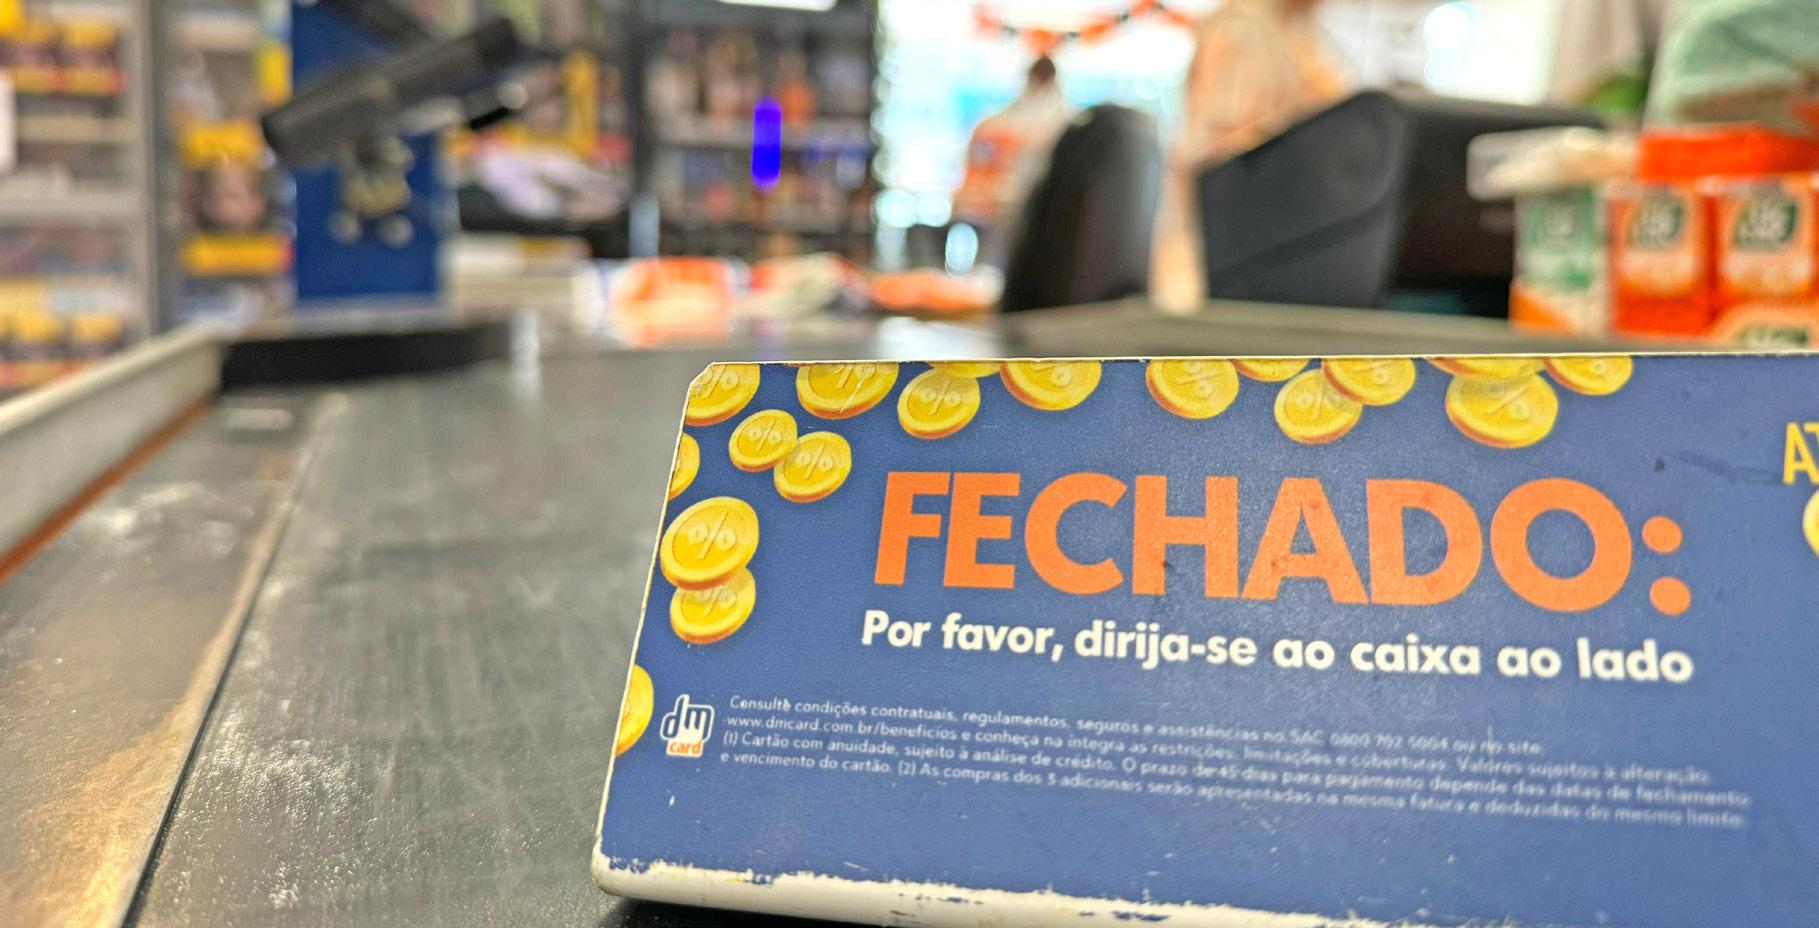 FECHADO:
Por favor, dirija-se ao caixa ao lado
dm
card
Consulte condições contratuais, regulamentos, seguros e assistências no SAC 0800 702 5004 ou no site:
www.dmcard.com.br/beneficios e conheça na íntegra as restrições, limitações e coberturas. Valores sujeitos à alteração.
(1) Cartão com anuidade, sujeito à análise de crédito. O prazo de 45 dias para pagamento depende das datas de fechamento
e vencimento do cartão. (2) As compras dos 3 adicionais serão apresentadas na mesma fatura e deduzidas do mesmo limite.